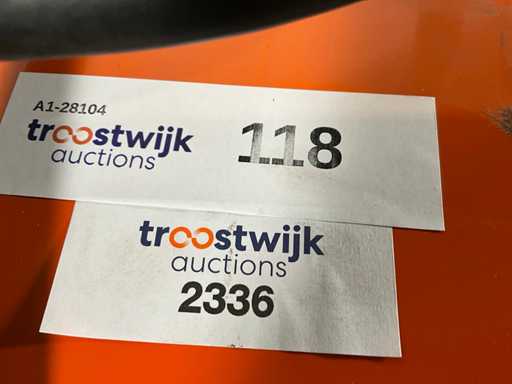 A1-28104
troostwijk
auctions
118
troostwijk
auctions
2336